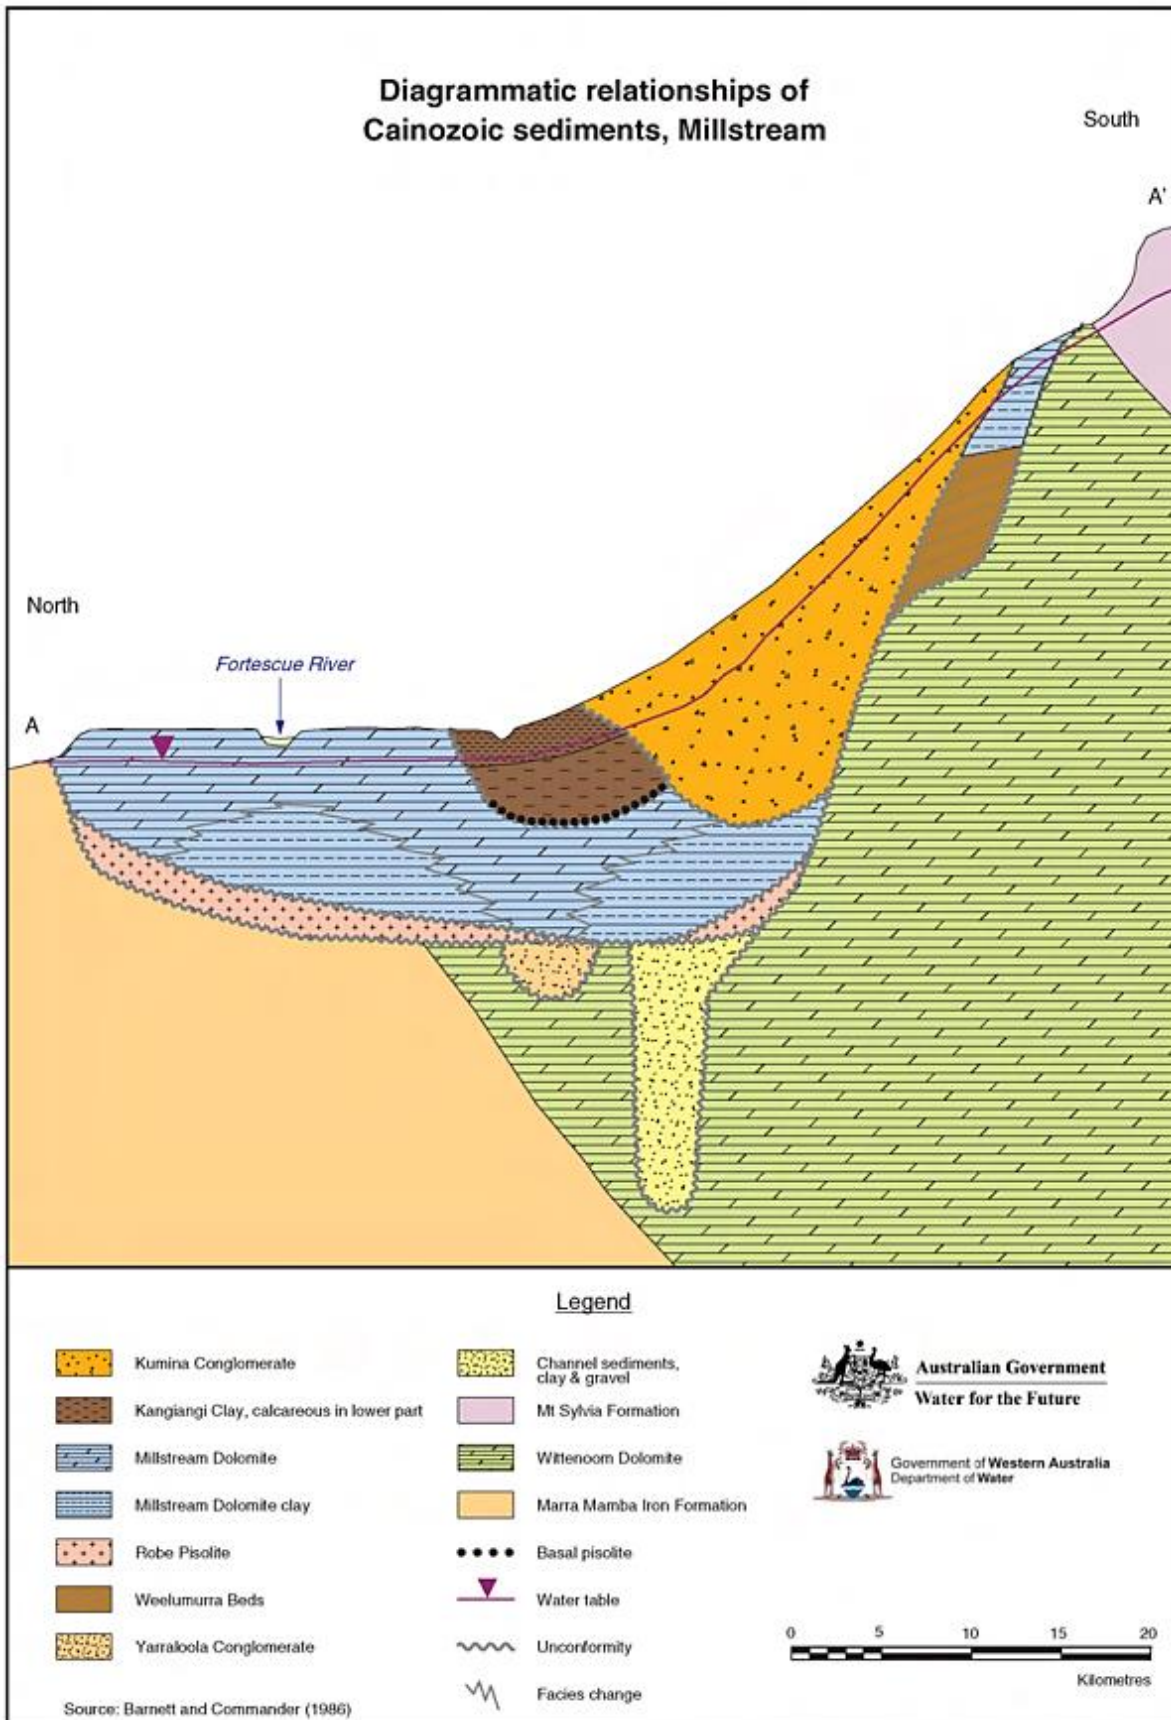 Diagrammatic relationships of
Cainozoic sediments, Millstream
South
A'
North
Fortescue River
A
Legend
Kumina Conglomerate
Kangiangi Clay, calcareous in lower part
Millstream Dolomite
Millstream Dolomite clay
Robe Pisolite
Weelumurra Beds
Yarraloola Conglomerate
Channel sediments,
clay & gravel
Mt Sylvia Formation
Wittenoom Dolomite
Marra Mamba Iron Formation
Basal pisolite
Water table
Unconformity
Facies change
Australian Government
Water for the Future
Government of Western Australia
Department of Water
0 5 10 15 20
Kilometres
Source: Barnett and Commander (1986)